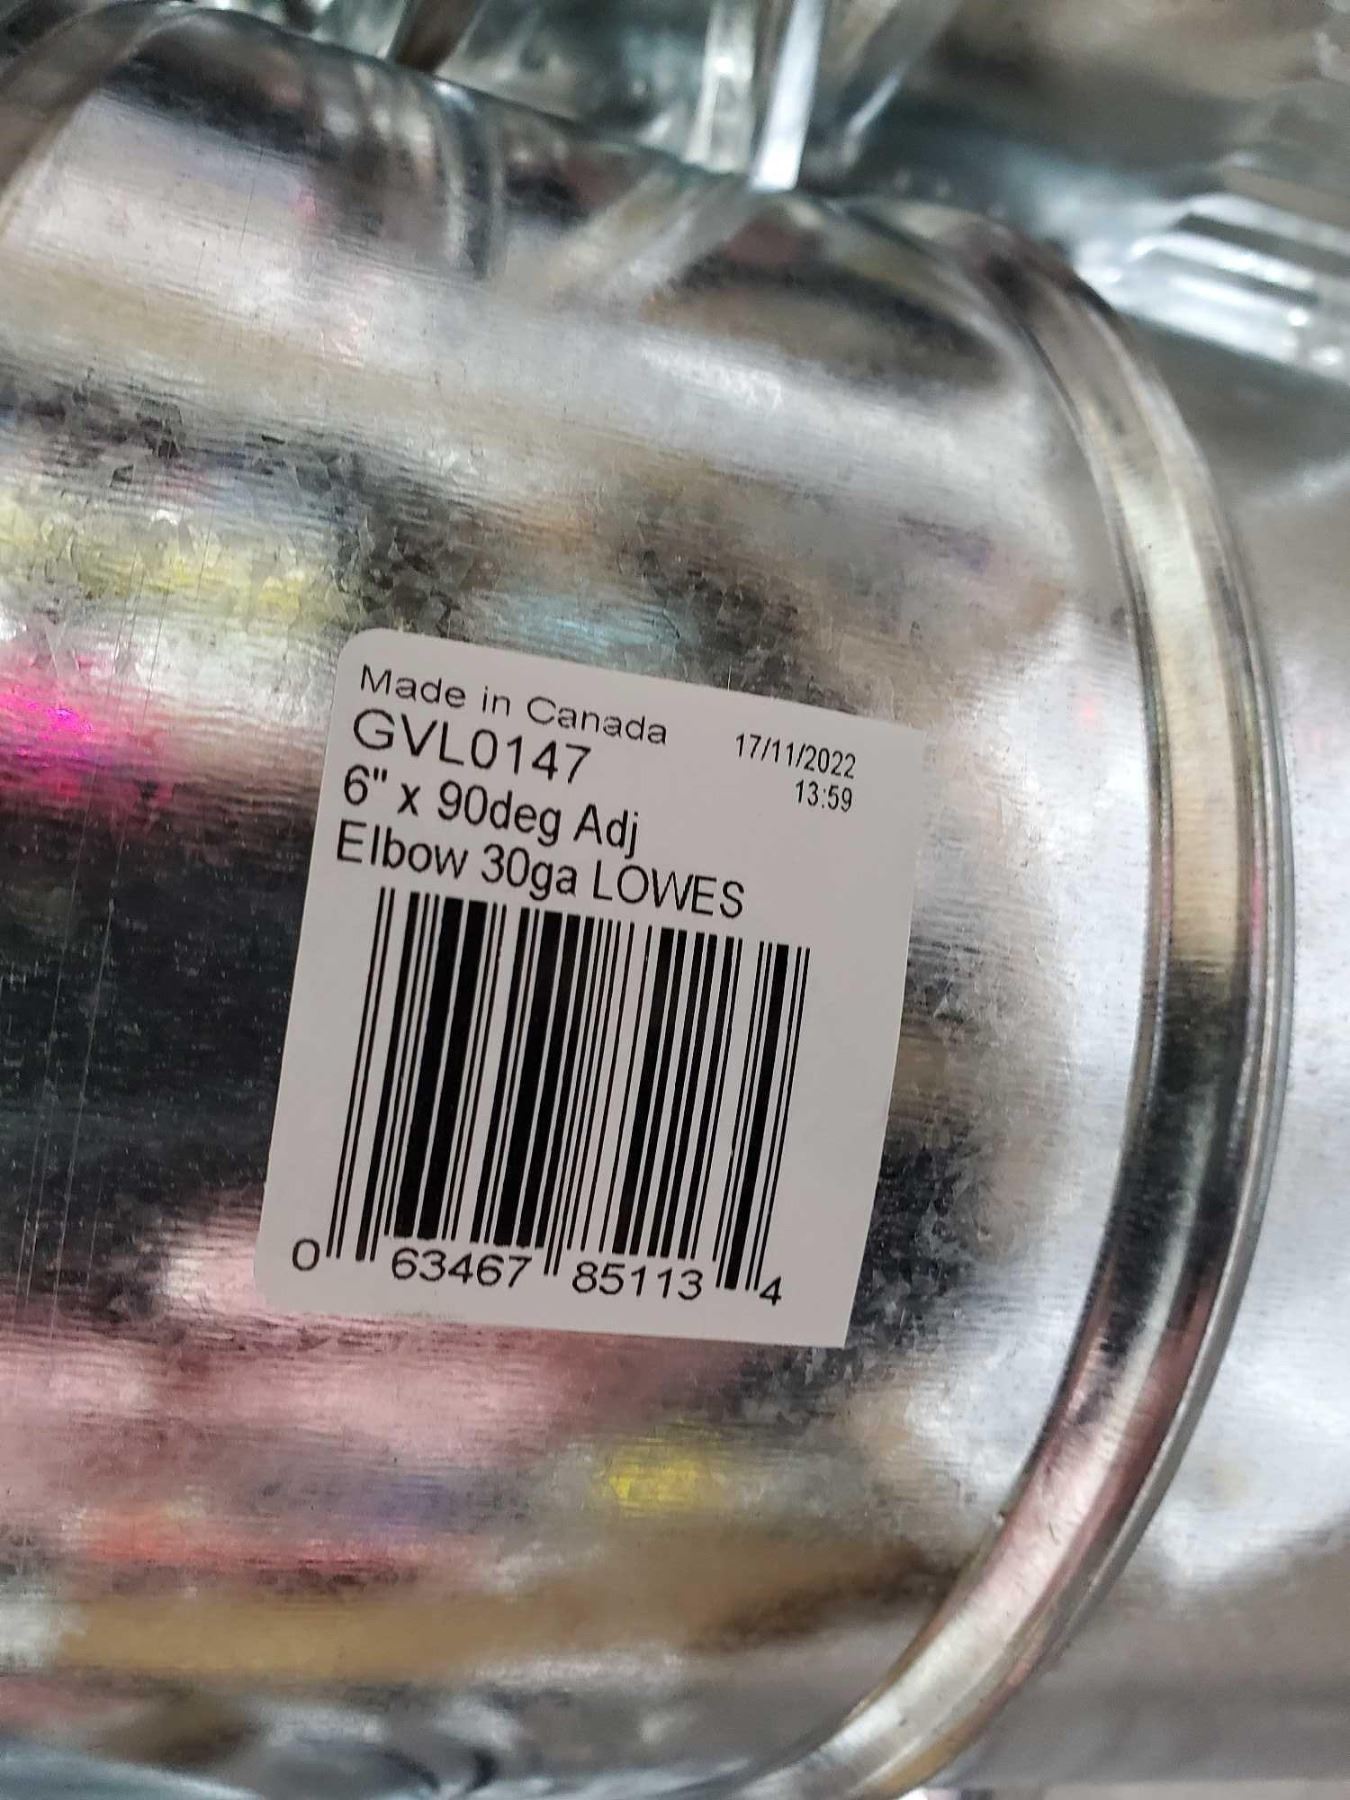 Made in Canada
17/11/2022
GVL0147
13:59
6" x 90deg Adj
Elbow 30ga LOWES
0 63467 85113 4